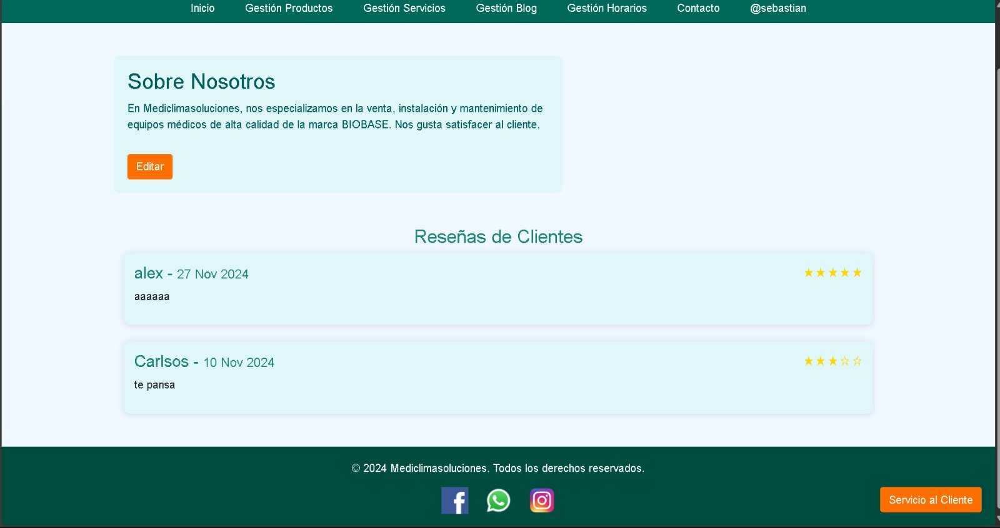 Inicio Gestión Productos Gestión Servicios Gestión Blog Gestión Horarios Contacto @sebastian
Sobre Nosotros
En Mediclimasoluciones, nos especializamos en la venta, instalación y mantenimiento de
equipos médicos de alta calidad de la marca BIOBASE. Nos gusta satisfacer al cliente.
Editar
Reseñas de Clientes
alex - 27 Nov 2024 ★★★★★
aaaaaa
Carlsos - 10 Nov 2024 ★★★☆☆
te pansa
© 2024 Mediclimasoluciones. Todos los derechos reservados.
Servicio al Cliente